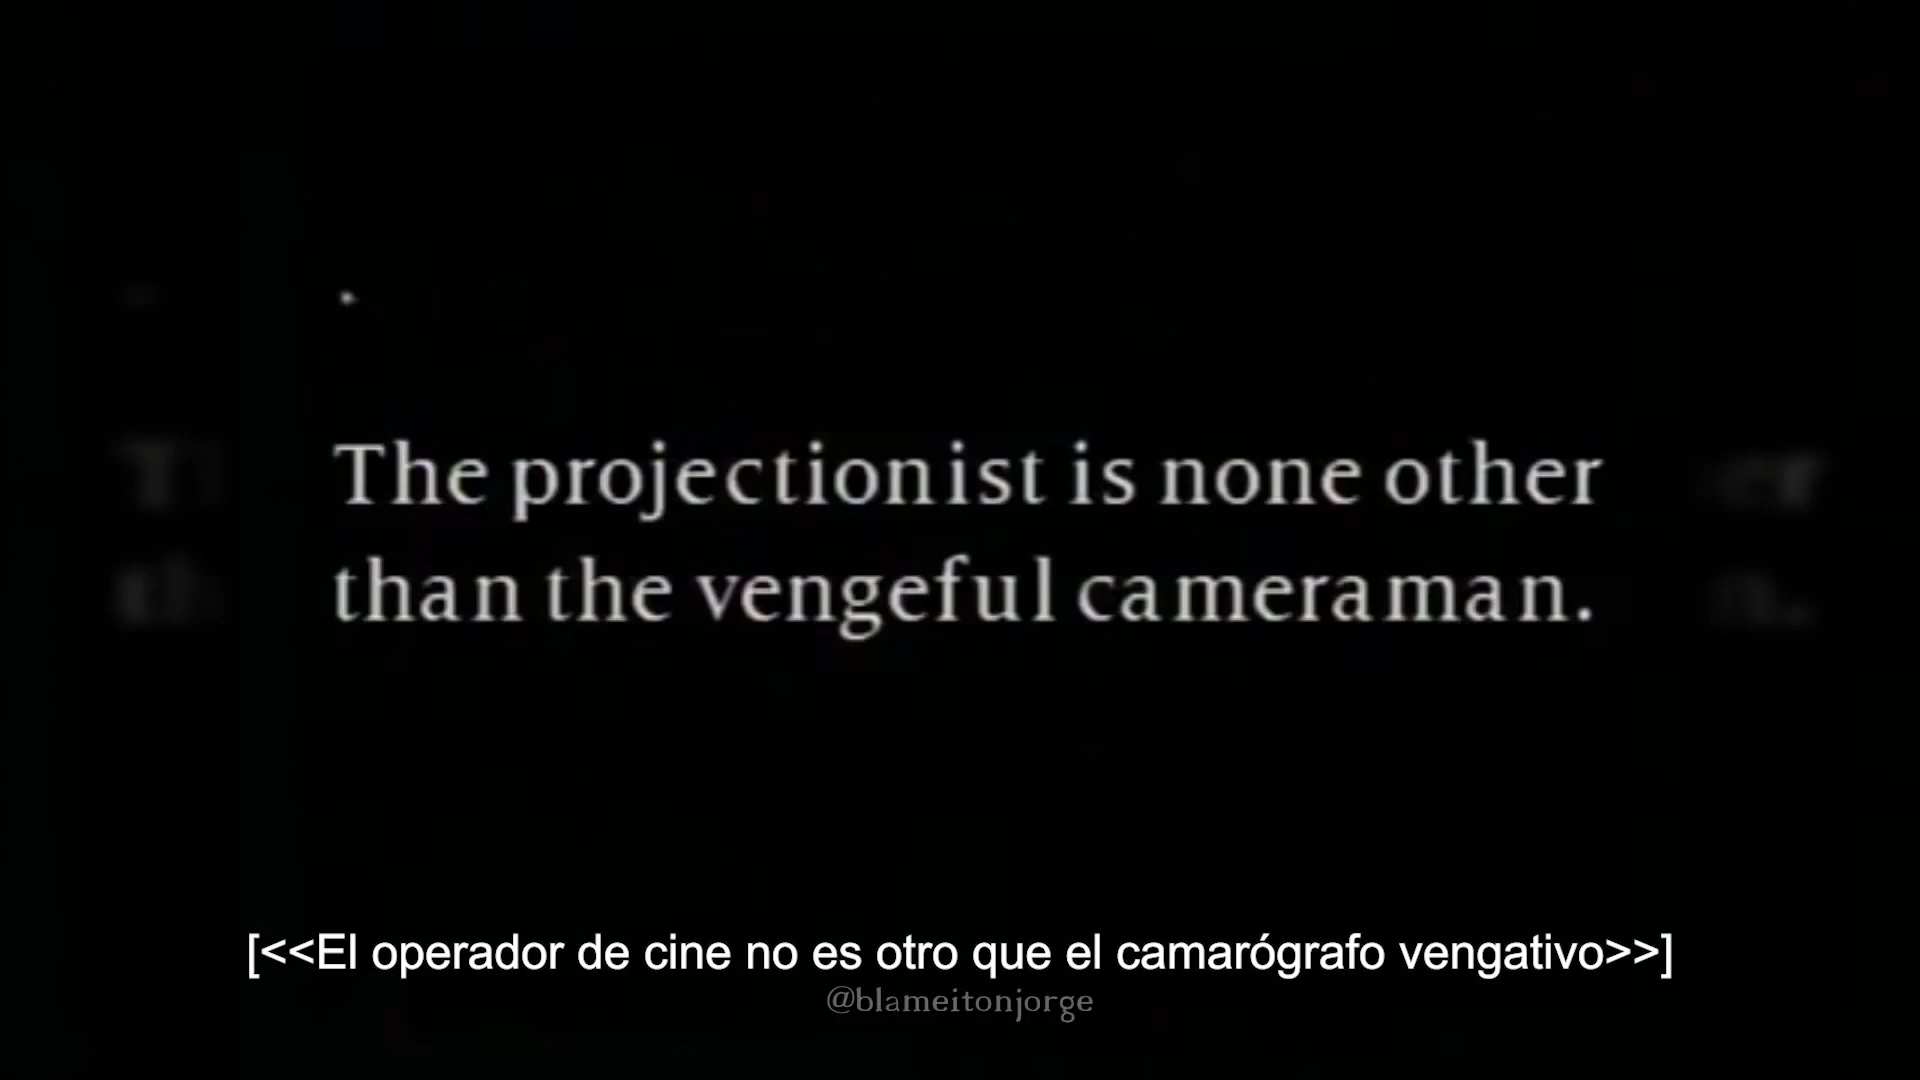 The projectionist is none other
than the vengeful cameraman.
[<<El operador de cine no es otro que el camarógrafo vengativo>>]
@blameitonjorge